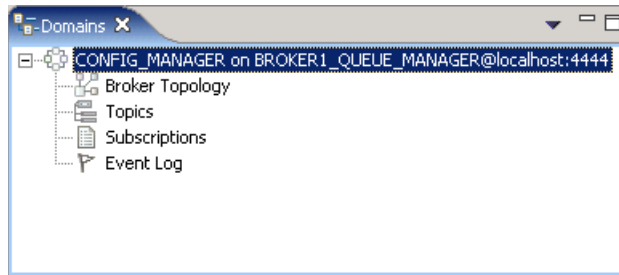 Domains
CONFIG_MANAGER on BROKER1_QUEUE_MANAGER@localhost:4444
Broker Topology
Topics
Subscriptions
Event Log